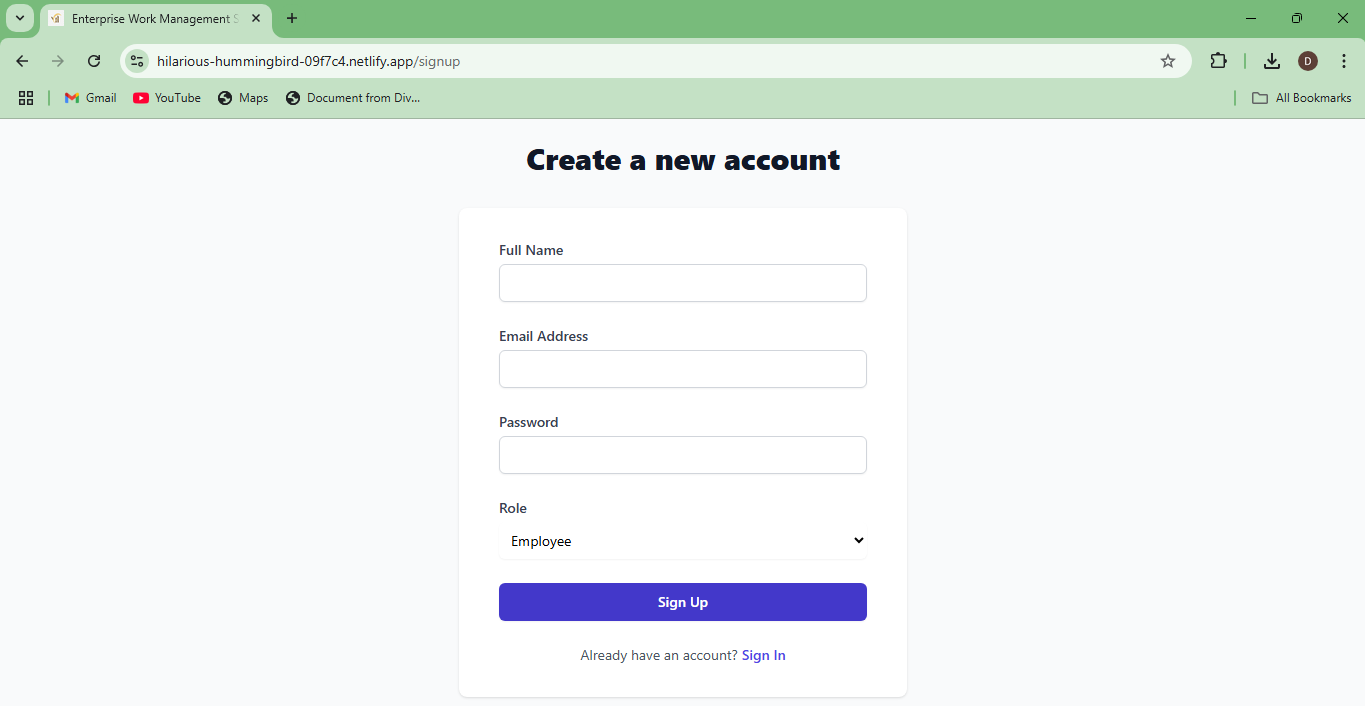 Enterprise Work Management S
hilarious-hummingbird-09f7c4.netlify.app/signup
D
Gmail YouTube Maps Document from Div... All Bookmarks
Create a new account
Full Name
Email Address
Password
Role
Employee
Sign Up
Already have an account? Sign In